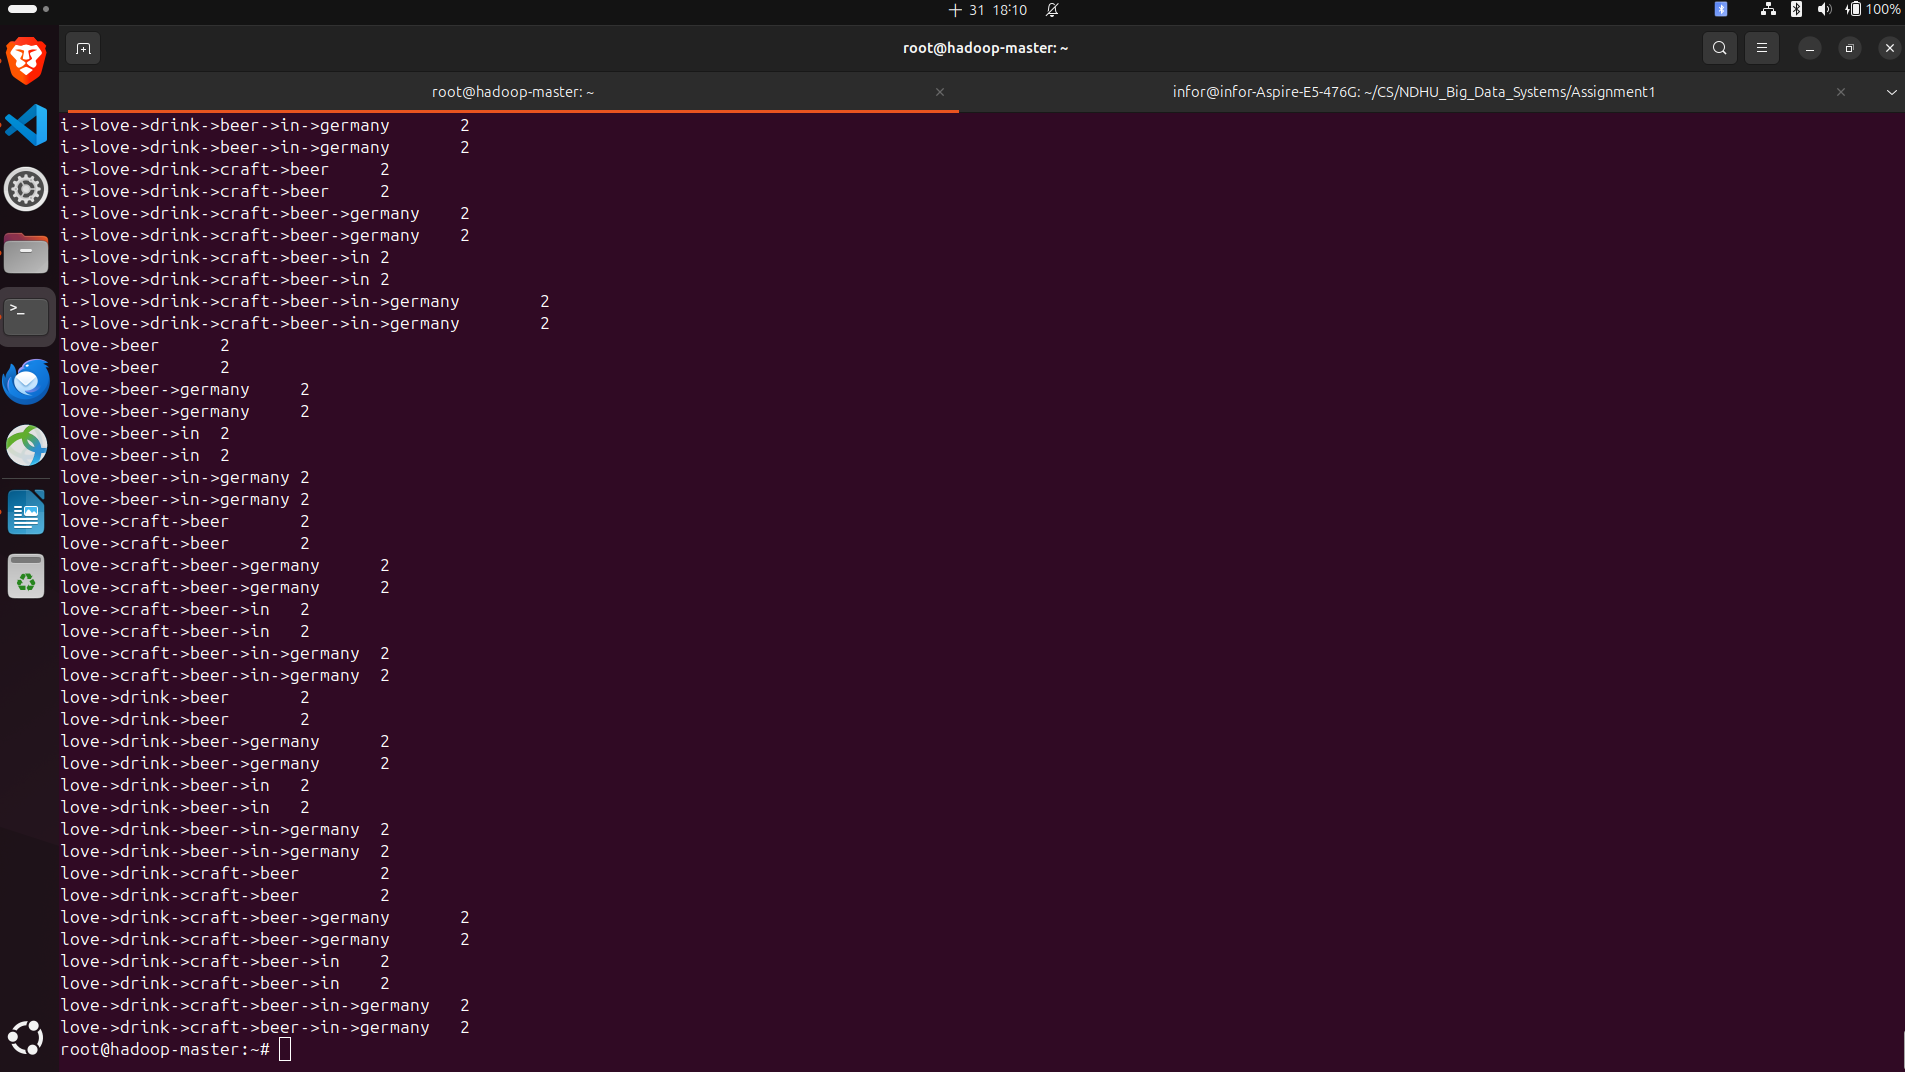 十 31 18:10
100%
root@hadoop-master: ~
root@hadoop-master: ~
infor@infor-Aspire-E5-476G: ~/CS/NDHU_Big_Data_Systems/Assignment1
i->love->drink->beer->in->germany 2
i->love->drink->beer->in->germany 2
i->love->drink->craft->beer 2
i->love->drink->craft->beer 2
i->love->drink->craft->beer->germany 2
i->love->drink->craft->beer->germany 2
i->love->drink->craft->beer->in 2
i->love->drink->craft->beer->in 2
i->love->drink->craft->beer->in->germany 2
i->love->drink->craft->beer->in->germany 2
love->beer 2
love->beer 2
love->beer->germany 2
love->beer->germany 2
love->beer->in 2
love->beer->in 2
love->beer->in->germany 2
love->beer->in->germany 2
love->craft->beer 2
love->craft->beer 2
love->craft->beer->germany 2
love->craft->beer->germany 2
love->craft->beer->in 2
love->craft->beer->in 2
love->craft->beer->in->germany 2
love->craft->beer->in->germany 2
love->drink->beer 2
love->drink->beer 2
love->drink->beer->germany 2
love->drink->beer->germany 2
love->drink->beer->in 2
love->drink->beer->in 2
love->drink->beer->in->germany 2
love->drink->beer->in->germany 2
love->drink->craft->beer 2
love->drink->craft->beer 2
love->drink->craft->beer->germany 2
love->drink->craft->beer->germany 2
love->drink->craft->beer->in 2
love->drink->craft->beer->in 2
love->drink->craft->beer->in->germany 2
love->drink->craft->beer->in->germany 2
root@hadoop-master:~#